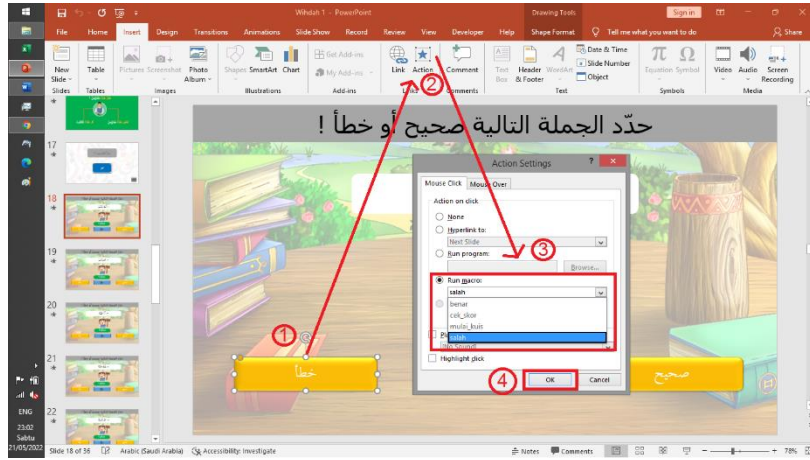 Wihdah 1 - PowerPoint
Drawing Tools
Sign in
File Home Insert Design Transitions Animations Slide Show Record Review View Developer Help Shape Format Tell me what you want to do Share
New Slide
Table
Pictures Screenshot Photo Album
Shapes SmartArt Chart
Get Add-ins
My Add-ins
Link Action
Comment
Text Box
Header & Footer
WordArt
Date & Time
Slide Number
Object
Equation Symbol
Video Audio Screen Recording
Slides Tables Images Illustrations Add-ins Links Comments Text Symbols Media
17
18
19
20
21
22
حدّد الجملة التالية صحيح أو خطأ !
Action Settings
Mouse Click Mouse Over
Action on click
None
Hyperlink to:
Next Slide
Run program:
Browse...
Run macro:
salah
benar
cek_skor
mulai_kuis
salah
[No Sound]
Highlight click
OK Cancel
1
2
3
4
خطأ
صحيح
ENG
23:02
Sabtu
21/05/2022
Slide 18 of 36 Arabic (Saudi Arabia) Accessibility: Investigate Notes Comments 78%